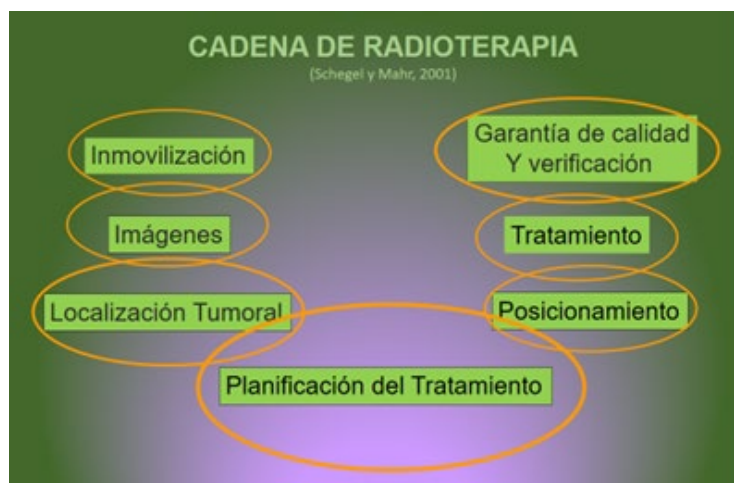 CADENA DE RADIOTERAPIA
(Schegel y Mahr, 2001)
Inmovilización
Imágenes
Localización Tumoral
Planificación del Tratamiento
Posicionamiento
Tratamiento
Garantía de calidad
Y verificación